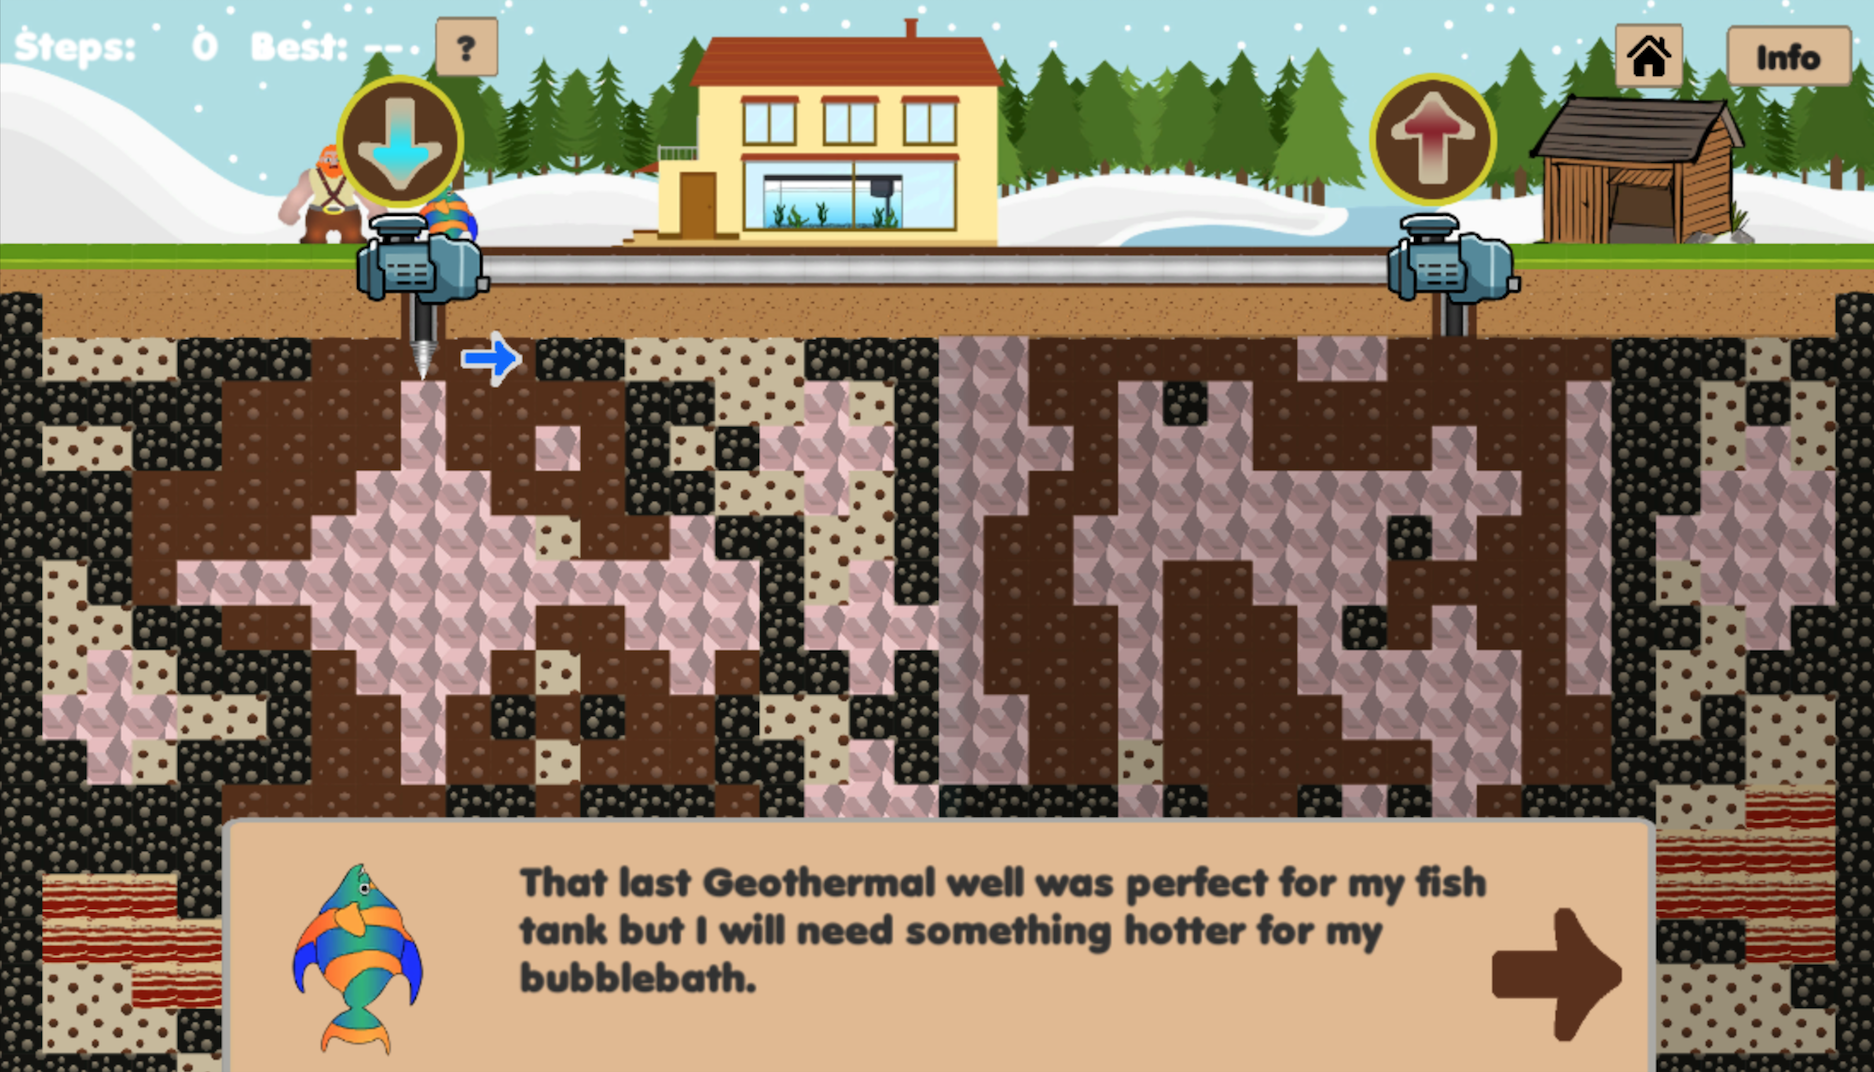 Steps: 0 Best: --
?
Info
That last Geothermal well was perfect for my fish
tank but I will need something hotter for my
bubblebath.